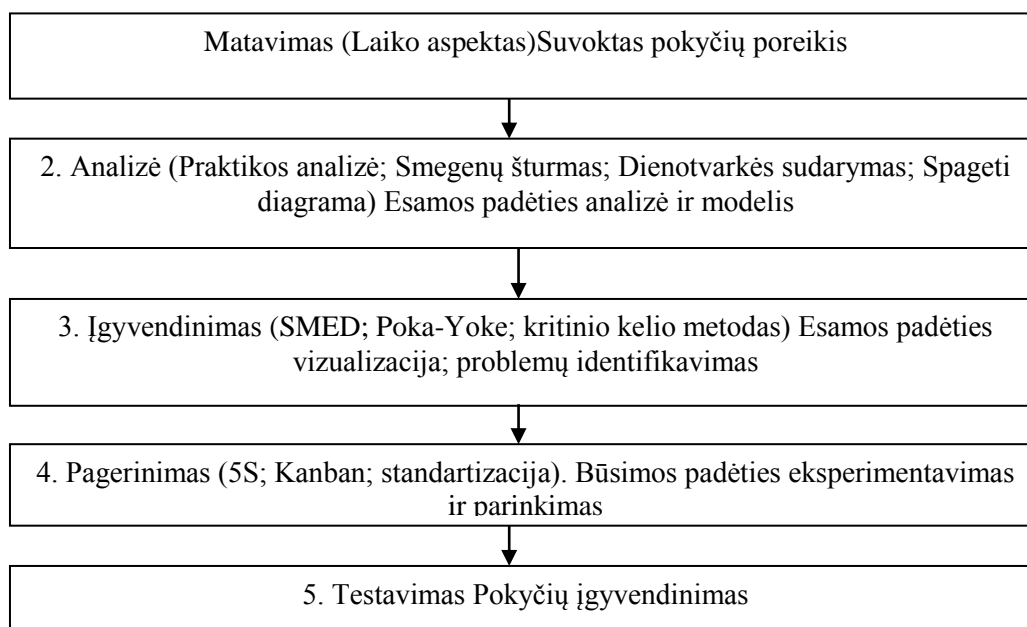 Matavimas (Laiko aspektas)Suvoktas pokyčių poreikis
2. Analizė (Praktikos analizė; Smegenų šturmas; Dienotvarkės sudarymas; Spageti
diagrama) Esamos padėties analizė ir modelis
3. Įgyvendinimas (SMED; Poka-Yoke; kritinio kelio metodas) Esamos padėties
vizualizacija; problemų identifikavimas
4. Pagerinimas (5S; Kanban; standartizacija). Būsimos padėties eksperimentavimas
ir parinkimas
5. Testavimas Pokyčių įgyvendinimas